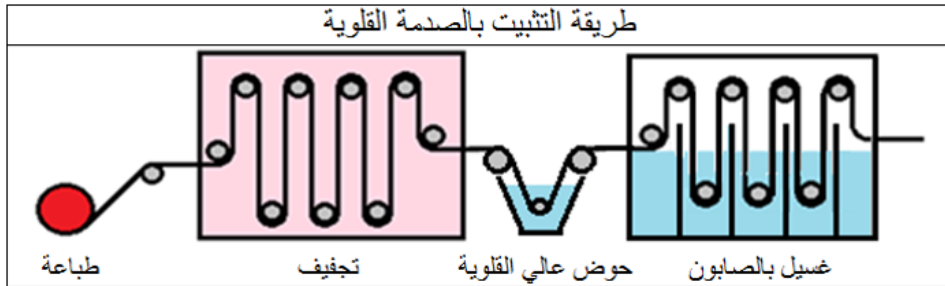 طريقة التثبيت بالصدمة القلوية
غسيل بالصابون
حوض عالي القلوية
تجفيف
طباعة